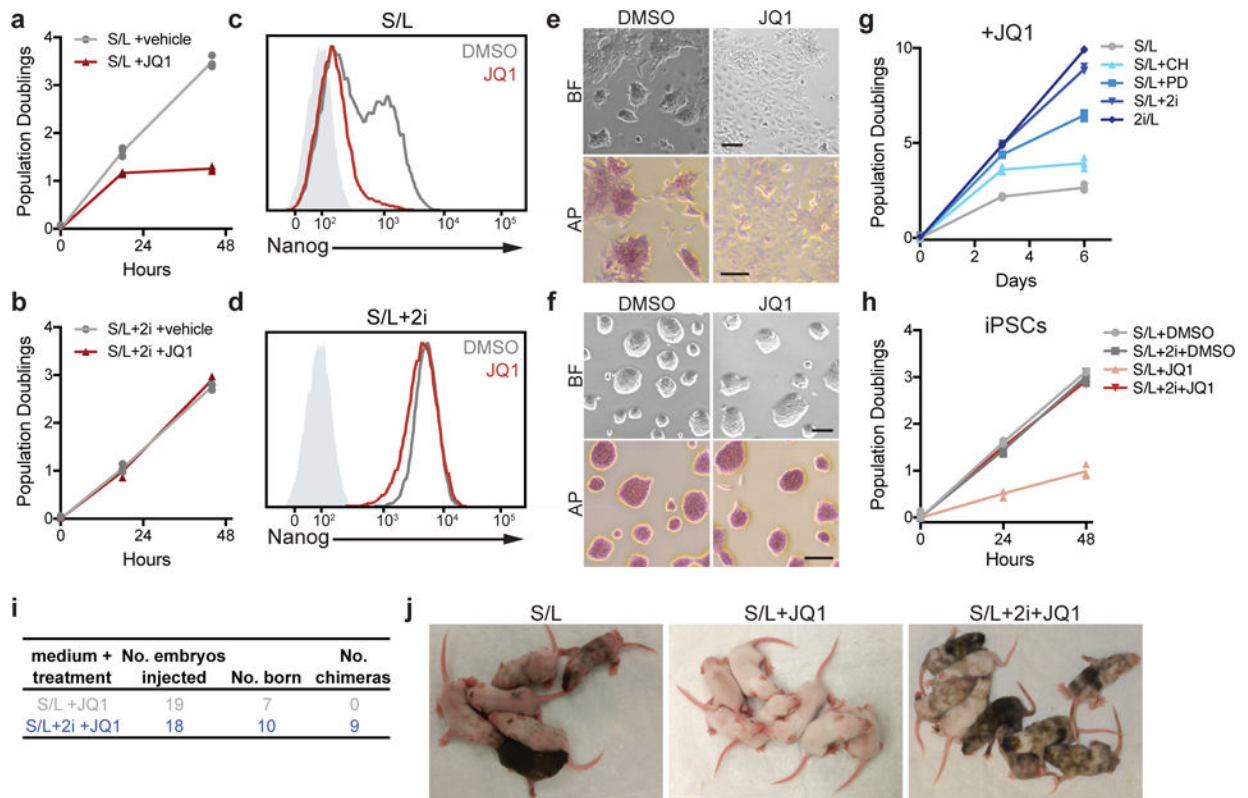 a
S/L +vehicle
S/L +JQ1
Population Doublings
4
3
2
1
0
0 24 48
Hours
b
S/L+2i +vehicle
S/L+2i +JQ1
Population Doublings
4
3
2
1
0
0 24 48
Hours
c
S/L
DMSO
JQ1
0 10² 10³ 10⁴ 10⁵
Nanog
d
S/L+2i
DMSO
JQ1
0 10² 10³ 10⁴ 10⁵
Nanog
e
DMSO JQ1
BF
AP
f
DMSO JQ1
BF
AP
g
+JQ1
S/L
S/L+CH
S/L+PD
S/L+2i
2i/L
Population Doublings
10
5
0
0 2 4 6
Days
h
iPSCs
S/L+DMSO
S/L+2i+DMSO
S/L+JQ1
S/L+2i+JQ1
Population Doublings
4
3
2
1
0
0 24 48
Hours
i
medium + treatment No. embryos injected No. born No. chimeras
S/L +JQ1 19 7 0
S/L+2i +JQ1 18 10 9
j
S/L S/L+JQ1 S/L+2i+JQ1